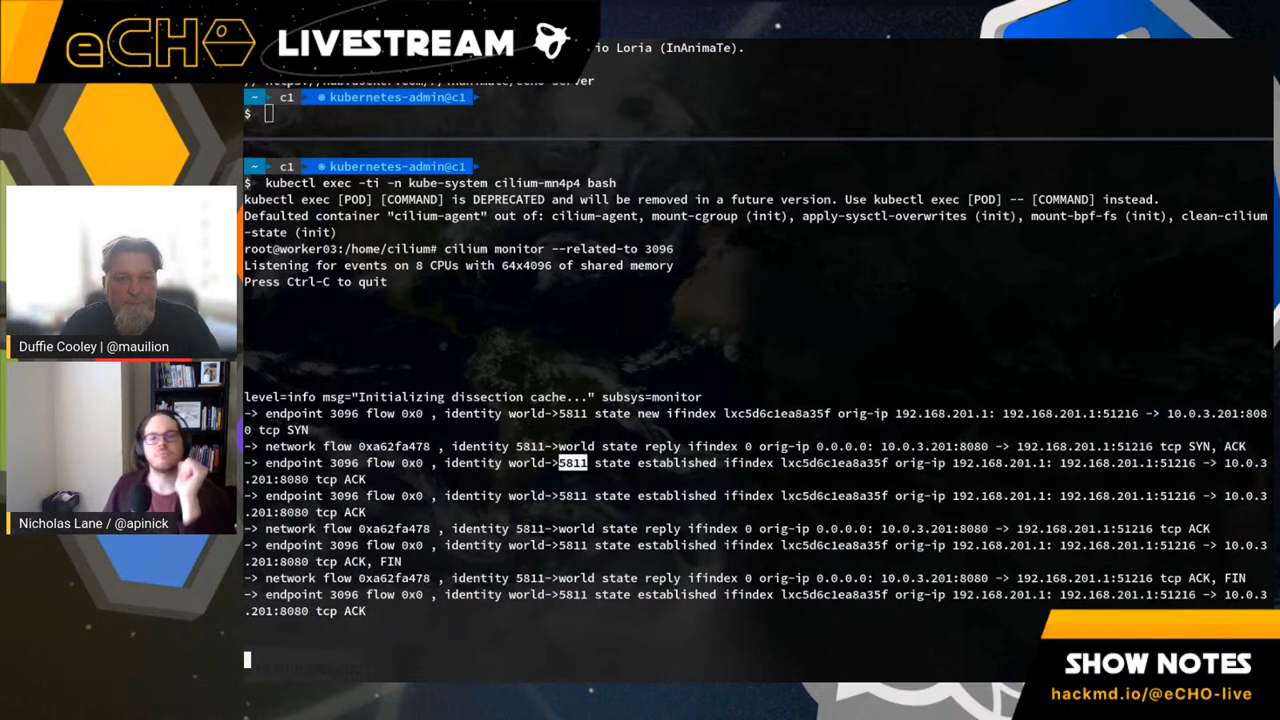 eCHO LIVESTREAM
io Loria (InAnimaTe).
~ c1 ⎈ kubernetes-admin@c1
$
~ c1 ⎈ kubernetes-admin@c1
$ kubectl exec -ti -n kube-system cilium-mn4p4 bash
kubectl exec [POD] [COMMAND] is DEPRECATED and will be removed in a future version. Use kubectl exec [POD] -- [COMMAND] instead.
Defaulted container "cilium-agent" out of: cilium-agent, mount-cgroup (init), apply-sysctl-overwrites (init), mount-bpf-fs (init), clean-cilium
-state (init)
root@worker03:/home/cilium# cilium monitor --related-to 3096
Listening for events on 8 CPUs with 64x4096 of shared memory
Press Ctrl-C to quit
level=info msg="Initializing dissection cache..." subsys=monitor
-> endpoint 3096 flow 0x0 , identity world->5811 state new ifindex lxc5d6c1ea8a35f orig-ip 192.168.201.1: 192.168.201.1:51216 -> 10.0.3.201:808
0 tcp SYN
-> network flow 0xa62fa478 , identity 5811->world state reply ifindex 0 orig-ip 0.0.0.0: 10.0.3.201:8080 -> 192.168.201.1:51216 tcp SYN, ACK
-> endpoint 3096 flow 0x0 , identity world->5811 state established ifindex lxc5d6c1ea8a35f orig-ip 192.168.201.1: 192.168.201.1:51216 -> 10.0.3
.201:8080 tcp ACK
-> endpoint 3096 flow 0x0 , identity world->5811 state established ifindex lxc5d6c1ea8a35f orig-ip 192.168.201.1: 192.168.201.1:51216 -> 10.0.3
.201:8080 tcp ACK
-> network flow 0xa62fa478 , identity 5811->world state reply ifindex 0 orig-ip 0.0.0.0: 10.0.3.201:8080 -> 192.168.201.1:51216 tcp ACK
-> endpoint 3096 flow 0x0 , identity world->5811 state established ifindex lxc5d6c1ea8a35f orig-ip 192.168.201.1: 192.168.201.1:51216 -> 10.0.3
.201:8080 tcp ACK, FIN
-> network flow 0xa62fa478 , identity 5811->world state reply ifindex 0 orig-ip 0.0.0.0: 10.0.3.201:8080 -> 192.168.201.1:51216 tcp ACK, FIN
-> endpoint 3096 flow 0x0 , identity world->5811 state established ifindex lxc5d6c1ea8a35f orig-ip 192.168.201.1: 192.168.201.1:51216 -> 10.0.3
.201:8080 tcp ACK
Duffie Cooley | @mauilion
Nicholas Lane / @apinick
SHOW NOTES
hackmd.io/@eCHO-live